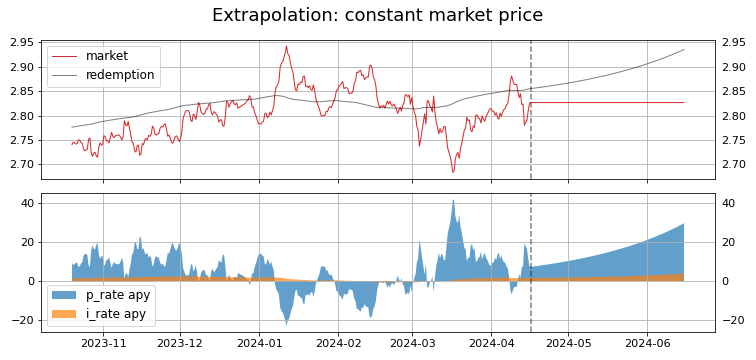 Extrapolation: constant market price
2.95 2.95
market
2.90 2.90
redemption
2.85 2.85
2.80 2.80
2.75 2.75
2.70 2.70
40 40
20 20
0 0
p_rate apy
i_rate apy
−20 −20
2023-11 2023-12 2024-01 2024-02 2024-03 2024-04 2024-05 2024-06